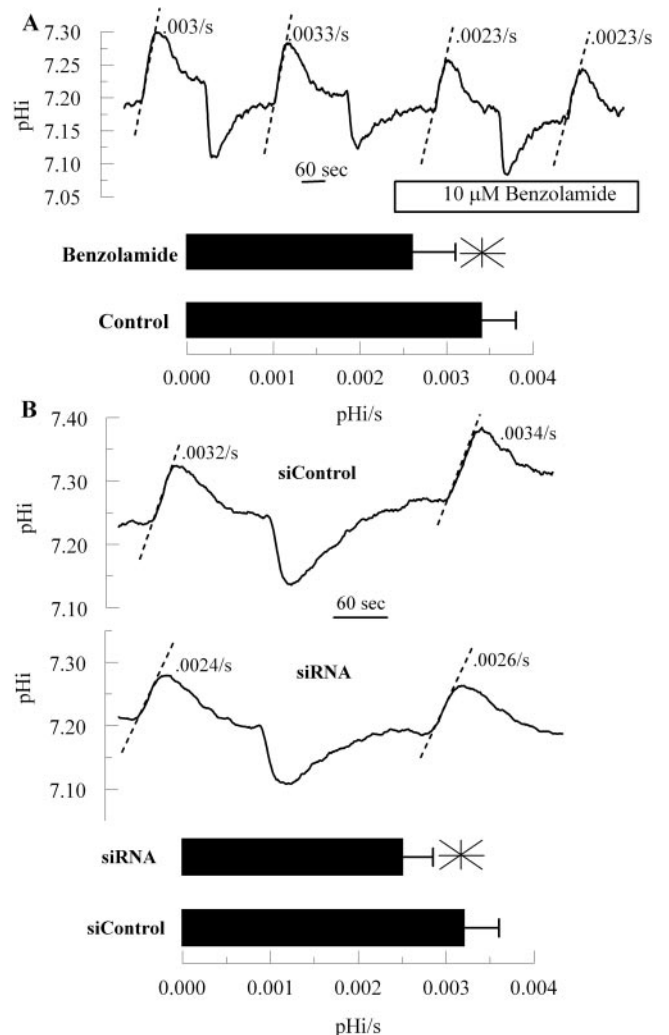 A
7.30
7.25
7.20
7.15
7.10
7.05
pHi
.003/s
.0033/s
.0023/s
.0023/s
60 sec
10 μM Benzolamide
Benzolamide
Control
0.000 0.001 0.002 0.003 0.004
pHi/s
B
7.40
7.30
7.20
7.10
pHi
.0032/s
siControl
.0034/s
60 sec
7.30
7.20
7.10
pHi
.0024/s
siRNA
.0026/s
siRNA
siControl
0.000 0.001 0.002 0.003 0.004
pHi/s